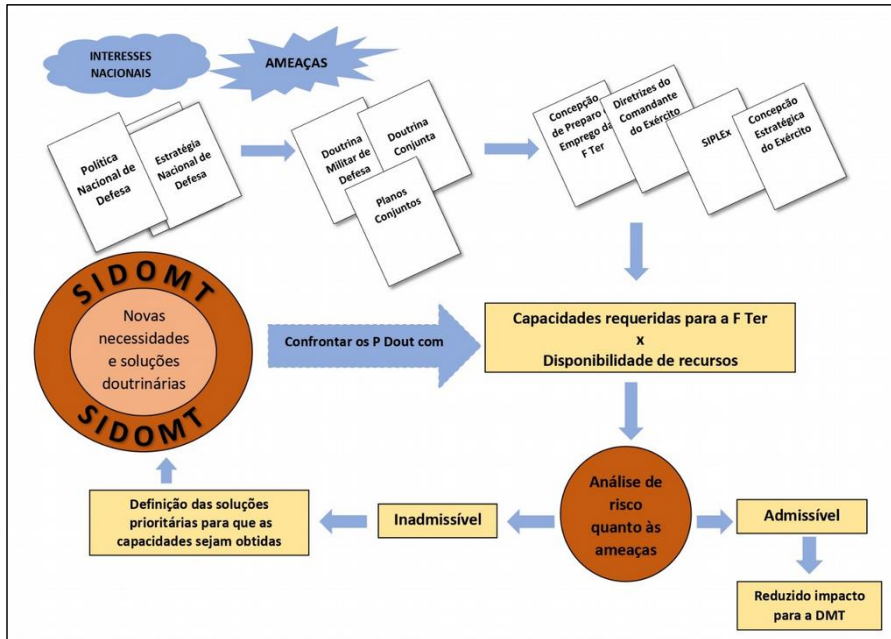 INTERESSES
NACIONAIS
AMEAÇAS
Política
Nacional de
Defesa
Estratégia
Nacional de
Defesa
Doutrina
Militar de
Defesa
Doutrina
Conjunta
Planos
Conjuntos
Concepção
de Preparo
Emprego da
F Ter
Diretrizes do
Comandante
do Exército
SIPLEx
Concepção
Estratégica
do Exército
SIDOMT
Novas
necessidades
e soluções
doutrinárias
SIDOMT
Confrontar os P Dout com
Capacidades requeridas para a F Ter
x
Disponibilidade de recursos
Análise de
risco
quanto às
ameaças
Inadmissível
Admissível
Definição das soluções
prioritárias para que as
capacidades sejam obtidas
Reduzido impacto
para a DMT